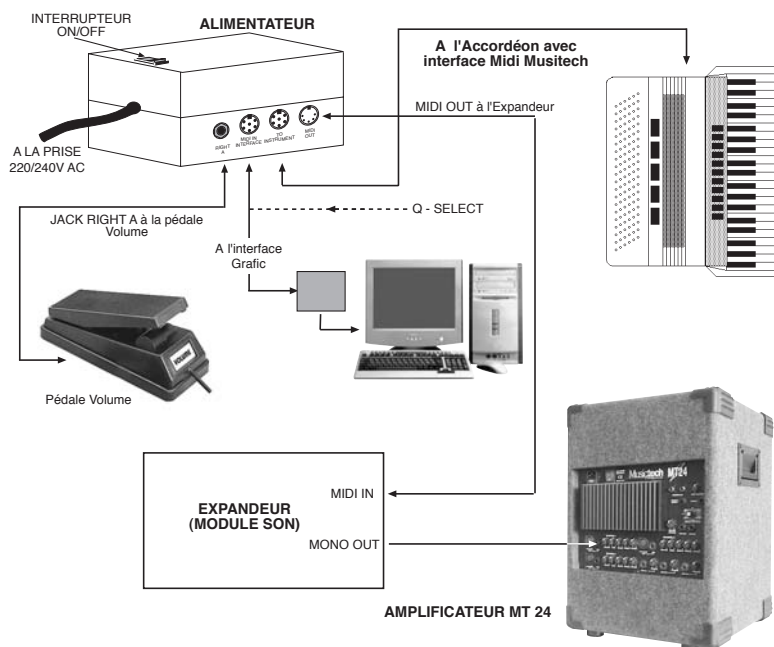 INTERRUPTEUR
ON/OFF
ALIMENTATEUR
A l'Accordéon avec
interface Midi Musitech
MIDI OUT à l'Expandeur
RIGHT
A
MIDI IN
INTERFACE
TO
INSTRUMENT
MIDI
OUT
A LA PRISE
220/240V AC
JACK RIGHT A à la pédale
Volume
Q - SELECT
A l'interface
Grafic
VOLUME
Pédale Volume
EXPANDEUR
(MODULE SON)
MIDI IN
MONO OUT
Musictech MT24
AMPLIFICATEUR MT 24